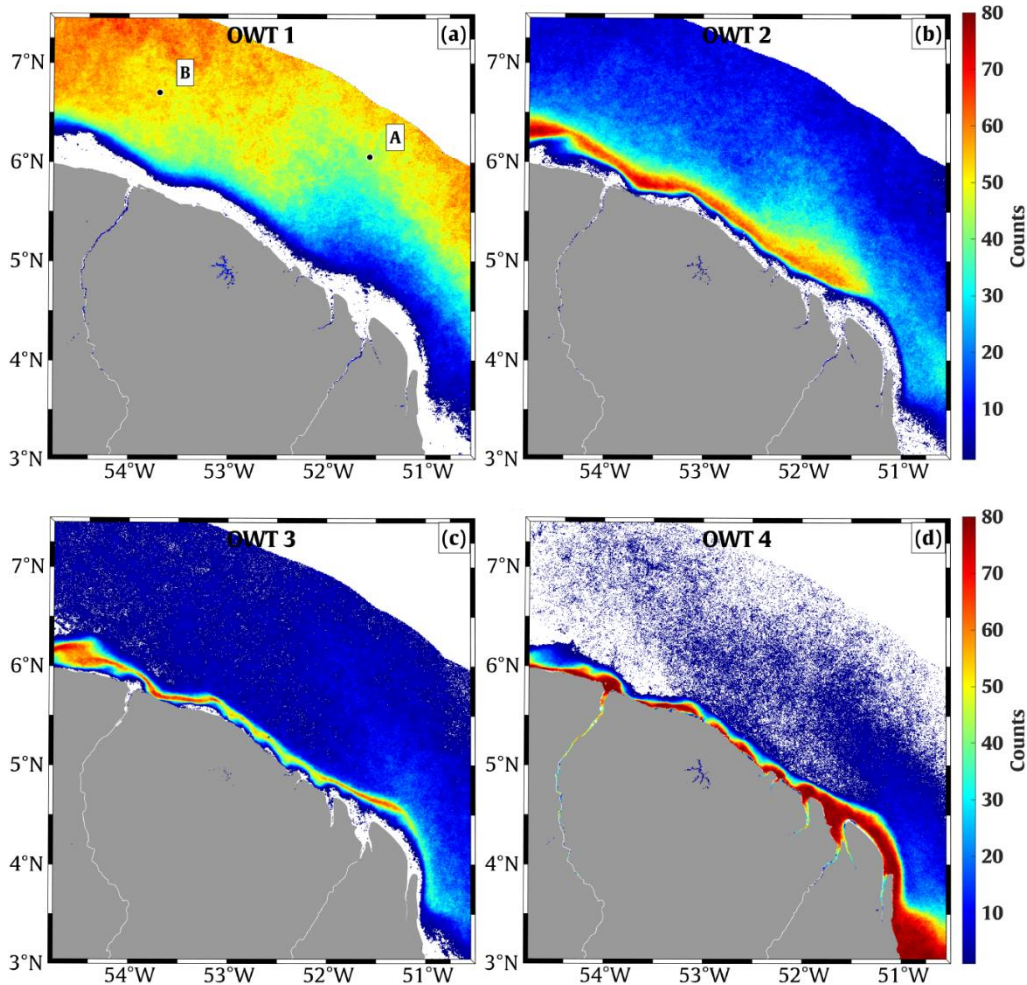 OWT 1 (a) OWT 2 (b) 80
7°N 7°N 70
B
60
A
6°N 6°N 50
Counts
40
5°N 5°N 30
20
4°N 4°N
10
3°N 3°N
54°W 53°W 52°W 51°W 54°W 53°W 52°W 51°W
OWT 3 (c) OWT 4 (d) 80
7°N 7°N 70
60
6°N 6°N 50
Counts
40
5°N 5°N 30
20
4°N 4°N
10
3°N 3°N
54°W 53°W 52°W 51°W 54°W 53°W 52°W 51°W